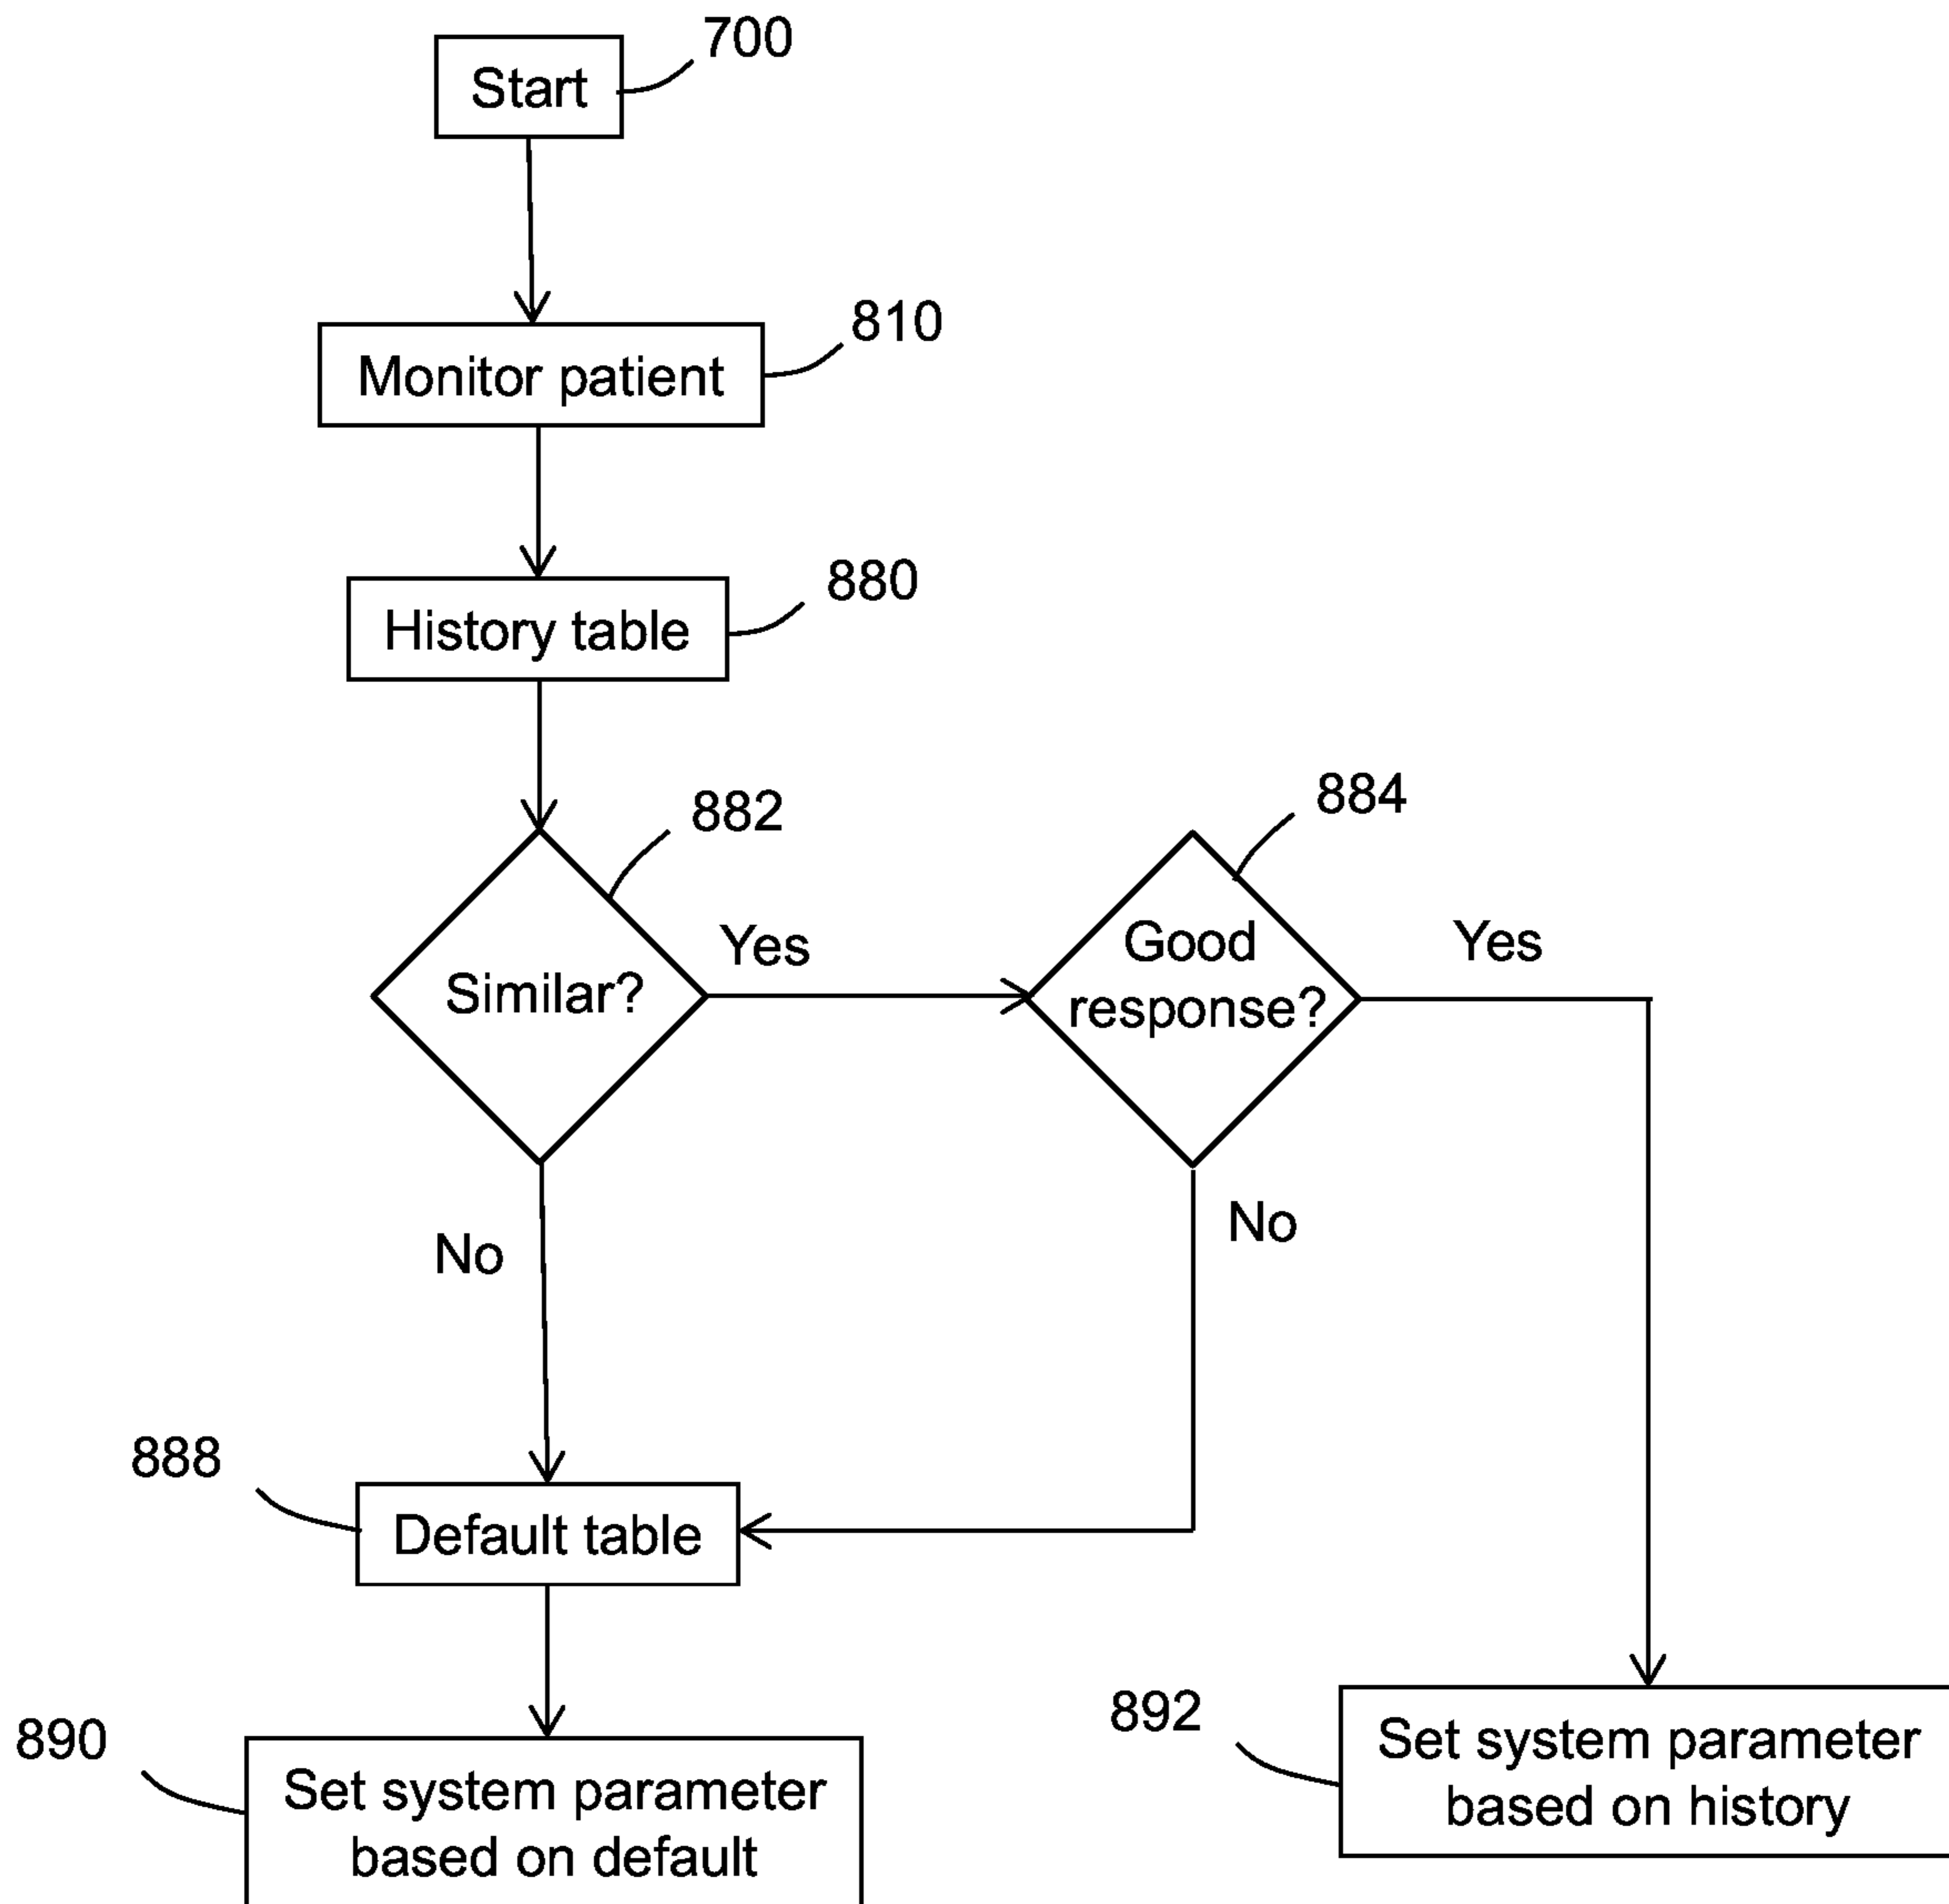 700
Start
810
Monitor patient
880
History table
882
884
Similar?
Yes
Good
response?
Yes
No
No
888
Default table
890
Set system parameter
based on default
892
Set system parameter
based on history